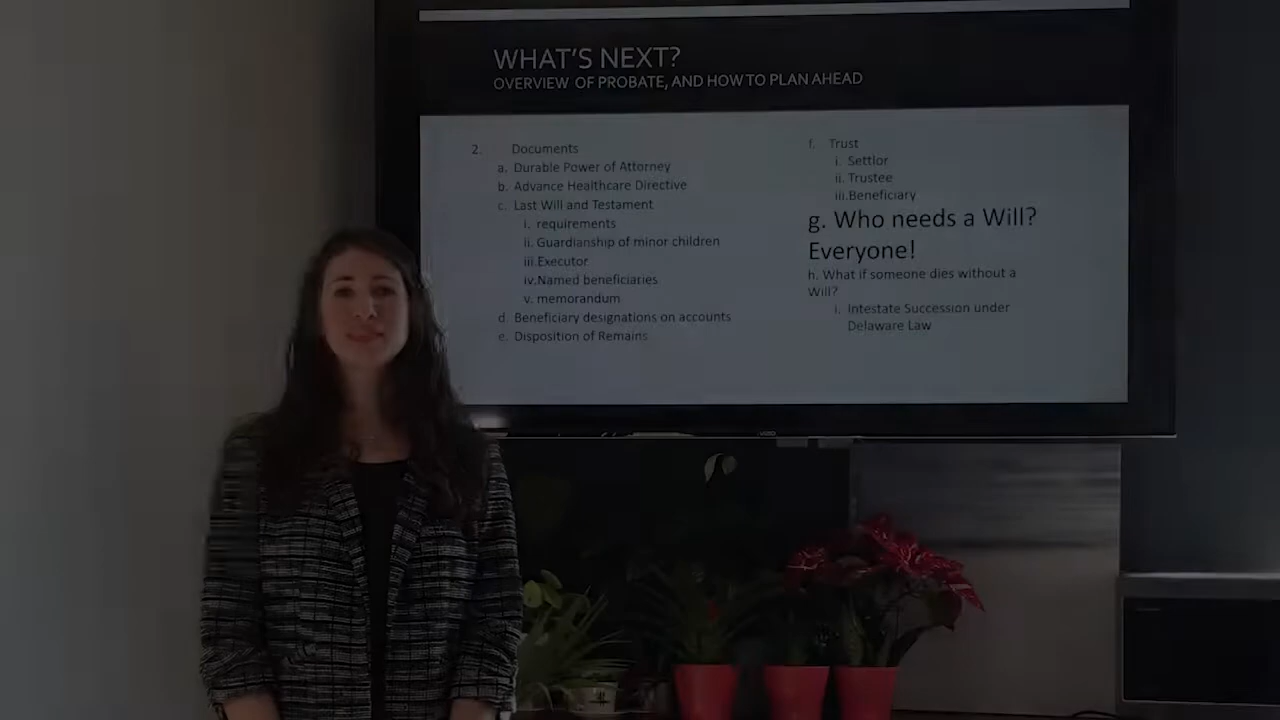 WHAT'S NEXT?
OVERVIEW OF PROBATE, AND HOW TO PLAN AHEAD
2. Documents
a. Durable Power of Attorney
b. Advance Healthcare Directive
c. Last Will and Testament
i. requirements
ii. Guardianship of minor children
iii.Executor
iv.Named beneficiaries
v. memorandum
d. Beneficiary designations on accounts
e. Disposition of Remains
f. Trust
i. Settlor
ii. Trustee
iii.Beneficiary
g. Who needs a Will?
Everyone!
h. What if someone dies without a
Will?
i. Intestate Succession under
Delaware Law
VIZIO